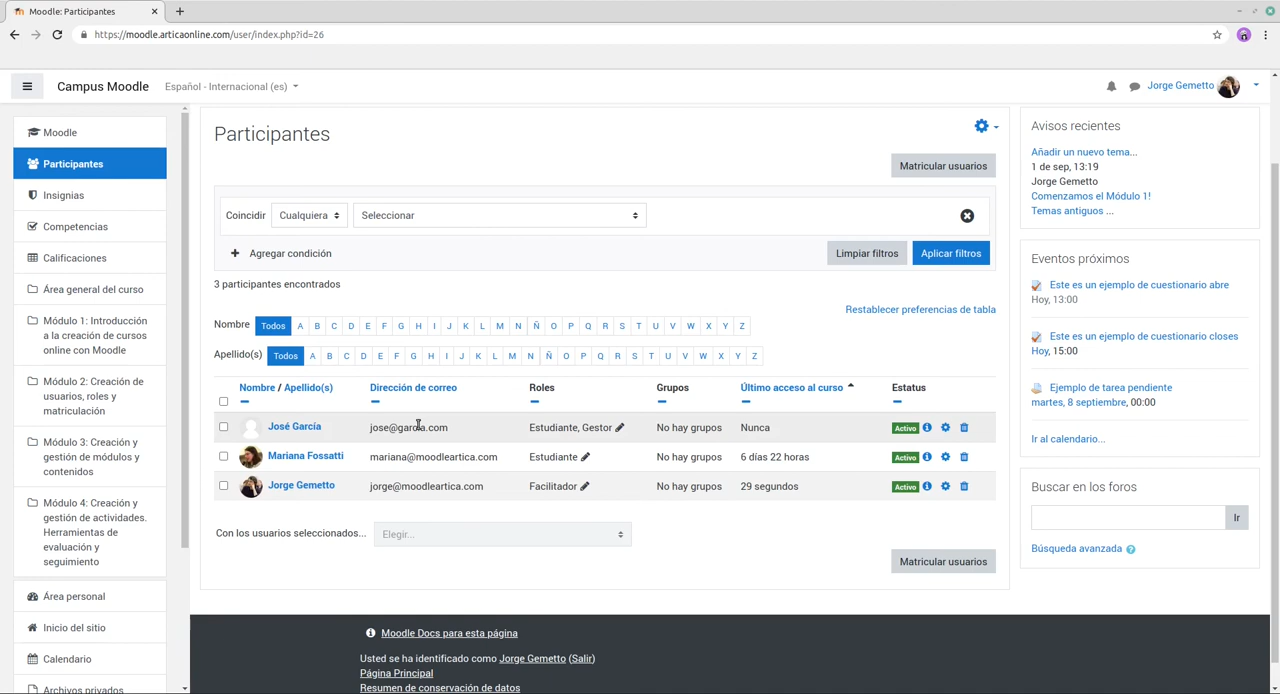 Moodle: Participantes
https://moodle.articaonline.com/user/index.php?id=26
Campus Moodle
Español - Internacional (es)
Jorge Gemetto
Moodle
Participantes
Insignias
Competencias
Calificaciones
Área general del curso
Módulo 1: Introducción
a la creación de cursos
online con Moodle
Módulo 2: Creación de
usuarios, roles y
matriculación
Módulo 3: Creación y
gestión de módulos y
contenidos
Módulo 4: Creación y
gestión de actividades.
Herramientas de
evaluación y
seguimiento
Área personal
Inicio del sitio
Calendario
Archivos privados
Participantes
Matricular usuarios
Coincidir Cualquiera Seleccionar
Agregar condición
Limpiar filtros Aplicar filtros
3 participantes encontrados
Restablecer preferencias de tabla
Nombre Todos A B C D E F G H I J K L M N Ñ O P Q R S T U V W X Y Z
Apellido(s) Todos A B C D E F G H I J K L M N Ñ O P Q R S T U V W X Y Z
Nombre / Apellido(s) Dirección de correo Roles Grupos Último acceso al curso Estatus
José García jose@garcia.com Estudiante, Gestor No hay grupos Nunca Activo
Mariana Fossatti mariana@moodleartica.com Estudiante No hay grupos 6 días 22 horas Activo
Jorge Gemetto jorge@moodleartica.com Facilitador No hay grupos 29 segundos Activo
Con los usuarios seleccionados... Elegir...
Matricular usuarios
Avisos recientes
Añadir un nuevo tema...
1 de sep, 13:19
Jorge Gemetto
Comenzamos el Módulo 1!
Temas antiguos ...
Eventos próximos
Este es un ejemplo de cuestionario abre
Hoy, 13:00
Este es un ejemplo de cuestionario closes
Hoy, 15:00
Ejemplo de tarea pendiente
martes, 8 septiembre, 00:00
Ir al calendario...
Buscar en los foros
Ir
Búsqueda avanzada
Moodle Docs para esta página
Usted se ha identificado como Jorge Gemetto (Salir)
Página Principal
Resumen de conservación de datos